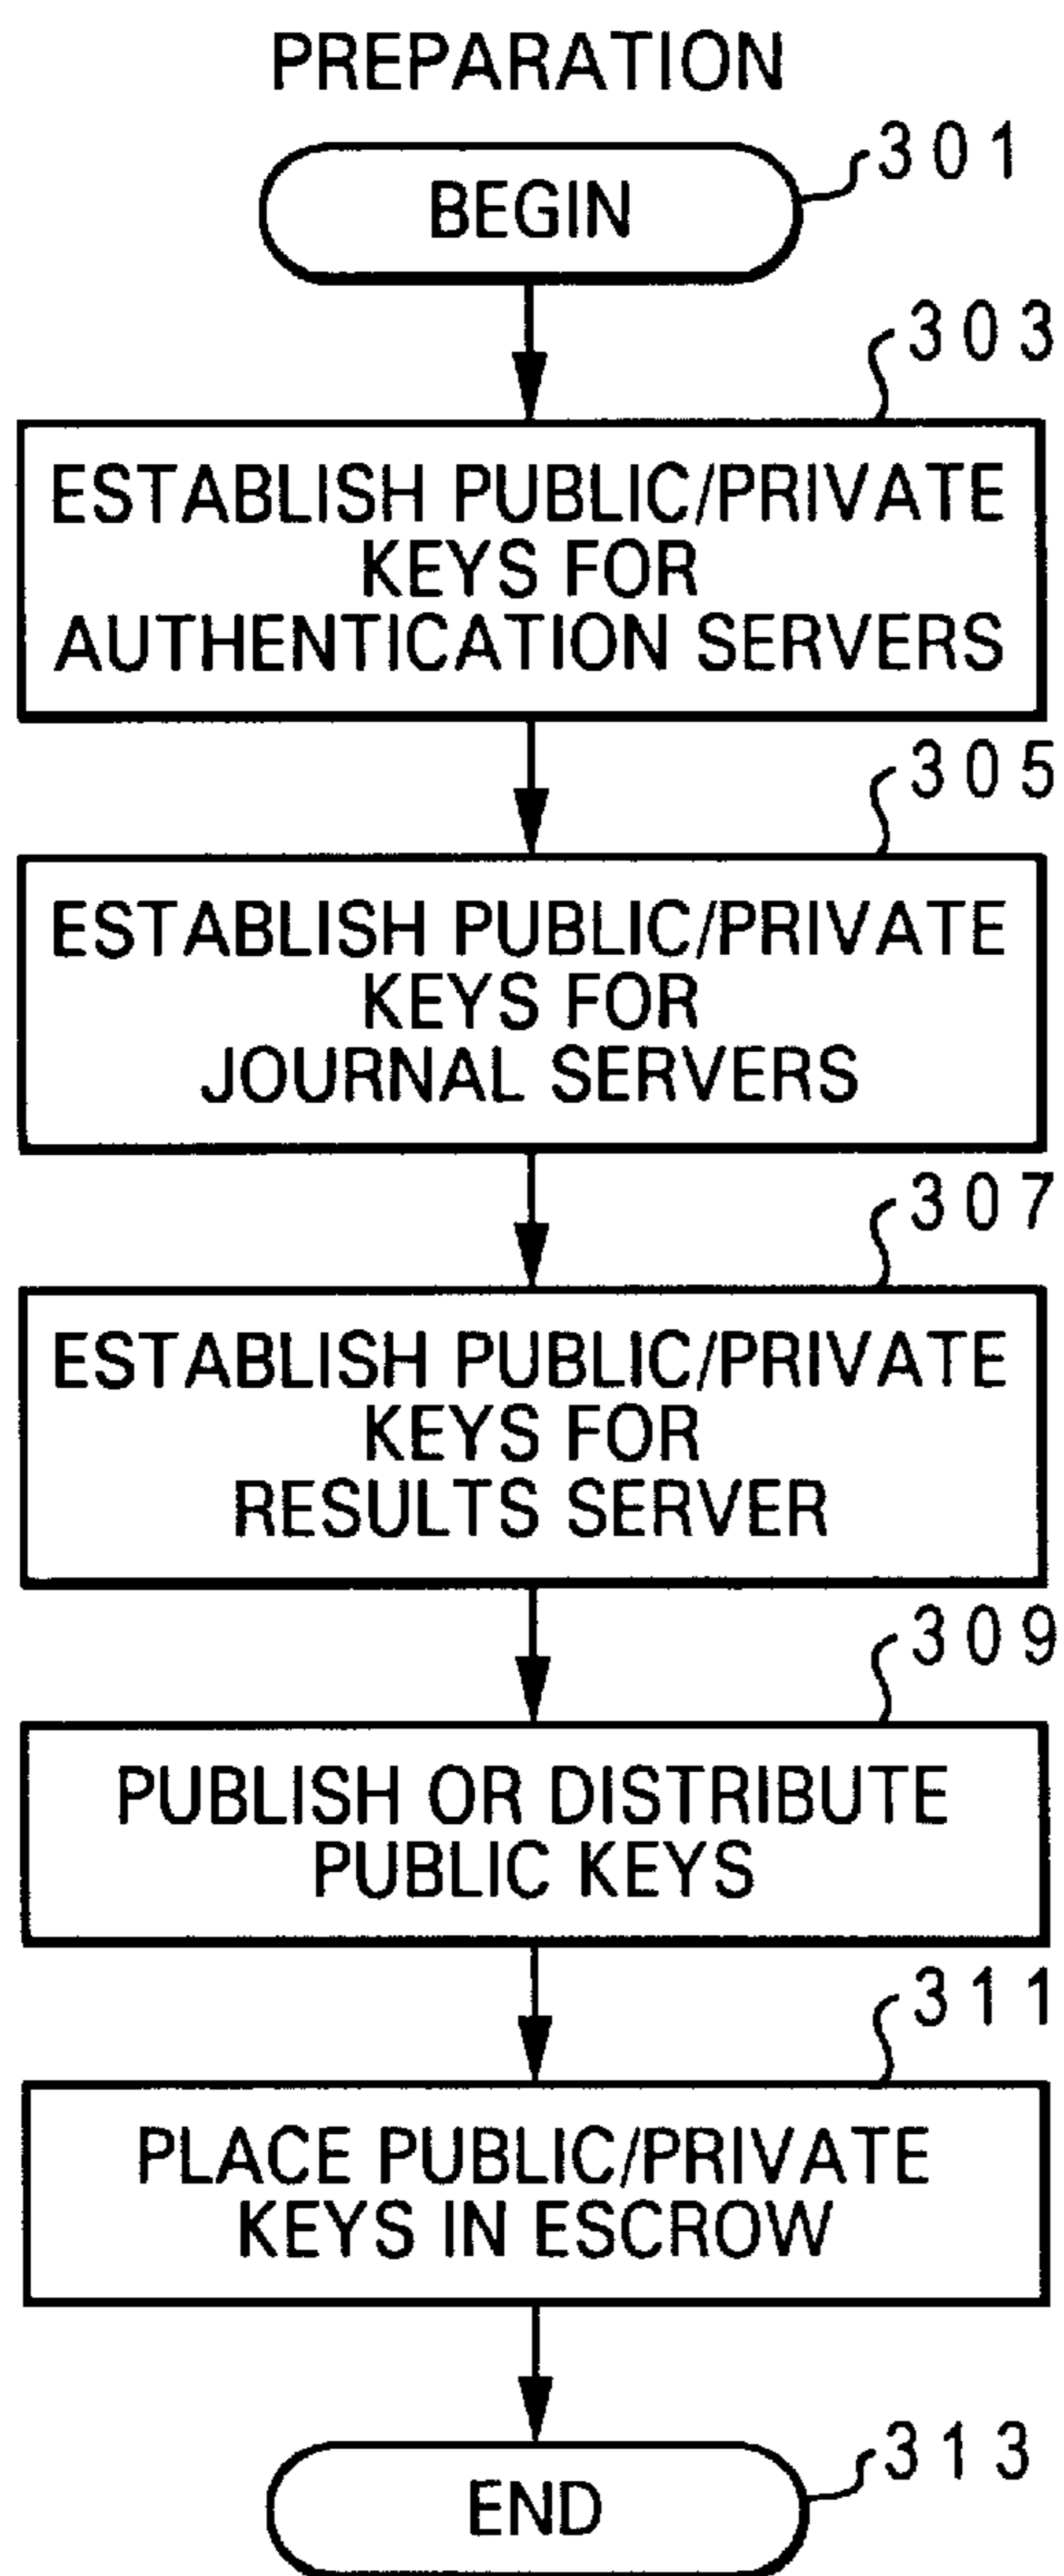 PREPARATION
BEGIN
301
303
ESTABLISH PUBLIC/PRIVATE
KEYS FOR
AUTHENTICATION SERVERS
305
ESTABLISH PUBLIC/PRIVATE
KEYS FOR
JOURNAL SERVERS
307
ESTABLISH PUBLIC/PRIVATE
KEYS FOR
RESULTS SERVER
309
PUBLISH OR DISTRIBUTE
PUBLIC KEYS
311
PLACE PUBLIC/PRIVATE
KEYS IN ESCROW
313
END